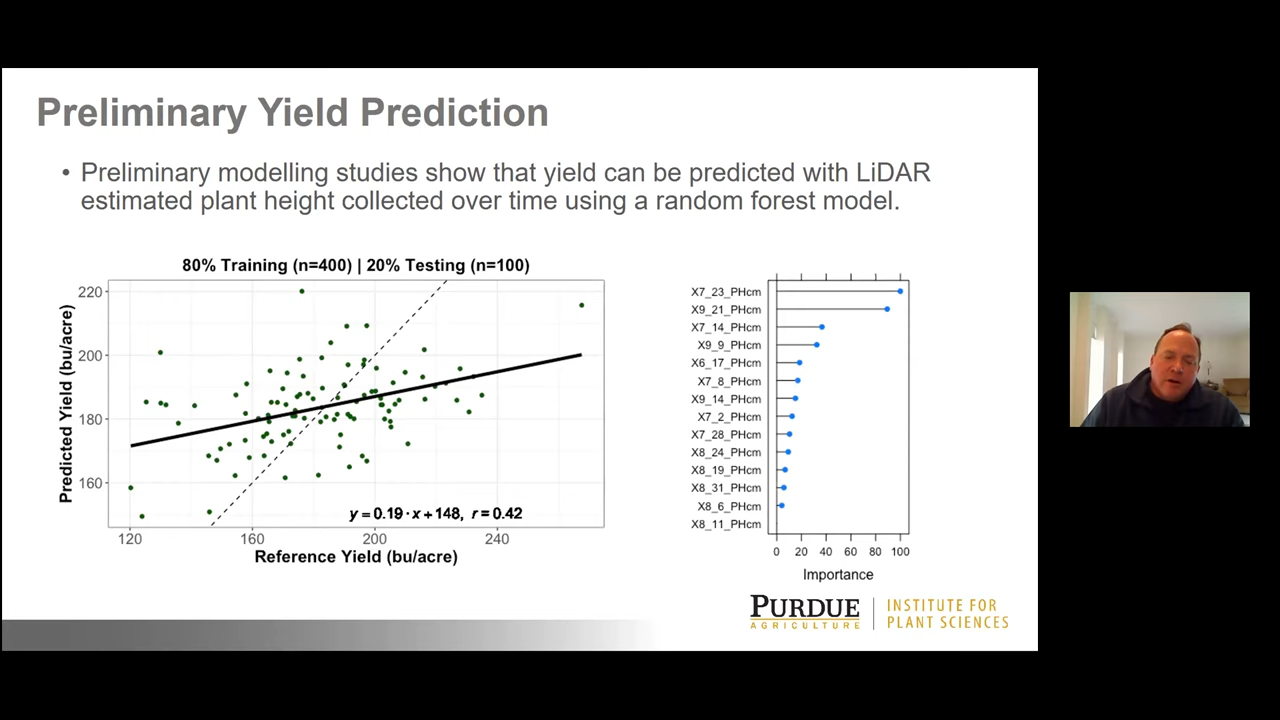 Preliminary Yield Prediction
• Preliminary modelling studies show that yield can be predicted with LiDAR
estimated plant height collected over time using a random forest model.
80% Training (n=400) | 20% Testing (n=100)
Predicted Yield (bu/acre)
220
200
180
160
y = 0.19 · x + 148, r = 0.42
120
160
200
240
Reference Yield (bu/acre)
X7_23_PHcm
X9_21_PHcm
X7_14_PHcm
X9_9_PHcm
X6_17_PHcm
X7_8_PHcm
X9_14_PHcm
X7_2_PHcm
X7_28_PHcm
X8_24_PHcm
X8_19_PHcm
X8_31_PHcm
X8_6_PHcm
X8_11_PHcm
0 20 40 60 80 100
Importance
PURDUE
AGRICULTURE
INSTITUTE FOR
PLANT SCIENCES